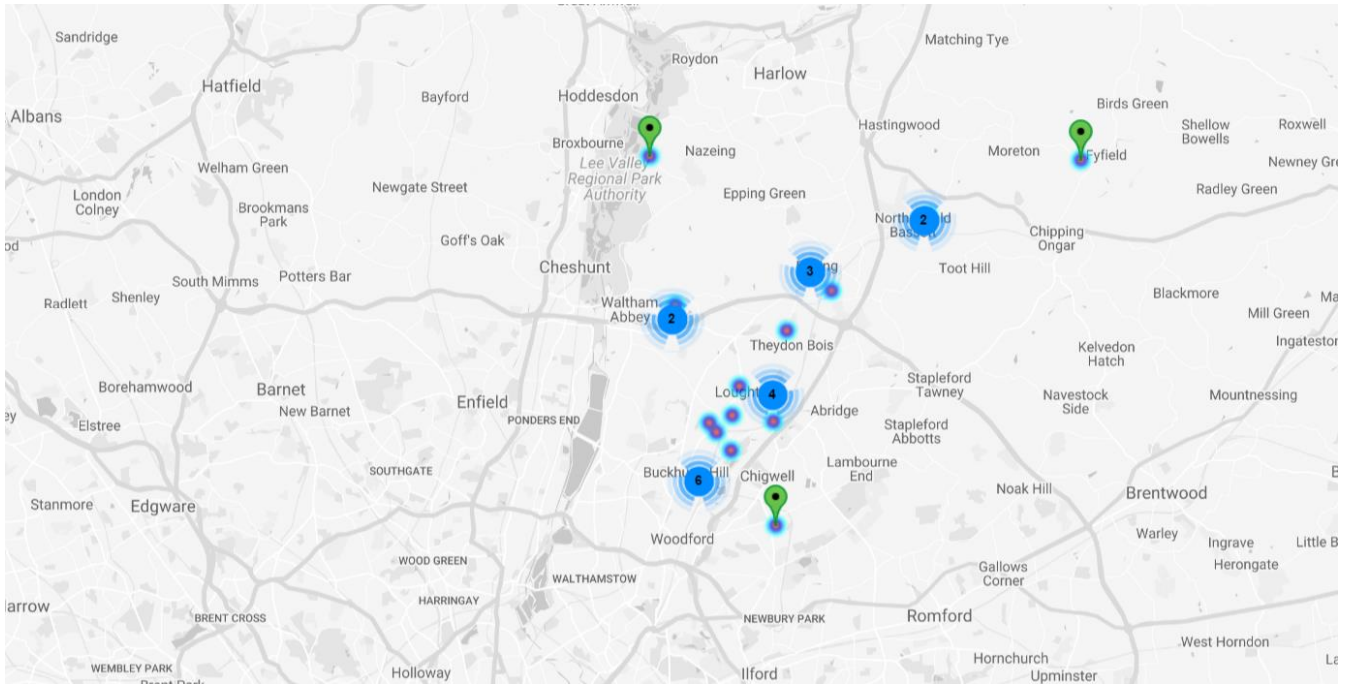 Sandridge
Matching Tye
Roydon
Harlow
Hatfield
Bayford
Hoddesdon
Birds Green
Albans
Hastingwood
Shellow
Bowells
Roxwell
Broxbourne
Nazeing
Moreton
Fyfield
Newney Gre
Lee Valley
Regional Park
Authority
Welham Green
Newgate Street
Epping Green
Radley Green
London
Colney
Brookmans
Park
2
Chipping
Ongar
Goff's Oak
Cheshunt
3
Toot Hill
South Mimms
Potters Bar
Radlett
Shenley
Waltham
Abbey
2
Blackmore
Mill Green
Theydon Bois
Ingateston
Kelvedon
Hatch
Borehamwood
Barnet
New Barnet
Enfield
4
Stapleford
Tawney
Navestock
Side
Mountnessing
Abridge
PONDERS END
Elstree
Stapleford
Abbotts
SOUTHGATE
6
Chigwell
Lambourne
End
Noak Hill
Brentwood
Stanmore
Edgware
Woodford
Warley
Ingrave
Little B
Herongate
WOOD GREEN
WALTHAMSTOW
Gallows
Corner
HARRINGAY
arrow
BRENT CROSS
NEWBURY PARK
Romford
West Horndon
WEMBLEY PARK
Holloway
Ilford
Hornchurch
Upminster